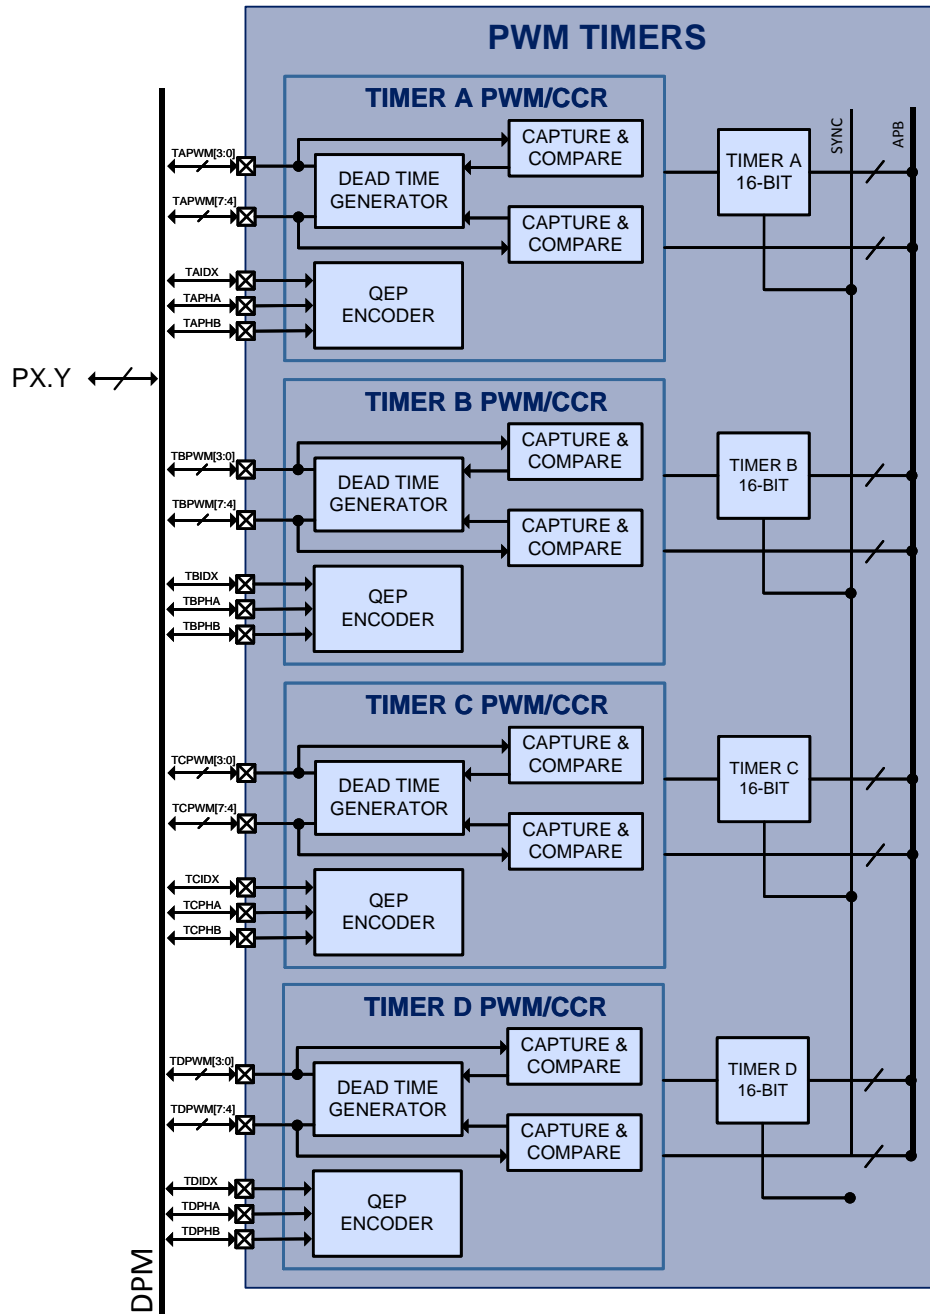 PWM TIMERS
TIMER A PWM/CCR
SYNC
APB
TAPWM[3:0]
TAPWM[7:4]
DEAD TIME
GENERATOR
CAPTURE &
COMPARE
CAPTURE &
COMPARE
TIMER A
16-BIT
TAIDX
TAPHA
TAPHB
QEP
ENCODER
PX.Y
TIMER B PWM/CCR
TBPWM[3:0]
TBPWM[7:4]
DEAD TIME
GENERATOR
CAPTURE &
COMPARE
CAPTURE &
COMPARE
TIMER B
16-BIT
TBIDX
TBPHA
TBPHB
QEP
ENCODER
TIMER C PWM/CCR
TCPWM[3:0]
TCPWM[7:4]
DEAD TIME
GENERATOR
CAPTURE &
COMPARE
CAPTURE &
COMPARE
TIMER C
16-BIT
TCIDX
TCPHA
TCPHB
QEP
ENCODER
TIMER D PWM/CCR
TDPWM[3:0]
TDPWM[7:4]
DEAD TIME
GENERATOR
CAPTURE &
COMPARE
CAPTURE &
COMPARE
TIMER D
16-BIT
TDIDX
TDPHA
TDPHB
QEP
ENCODER
DPM